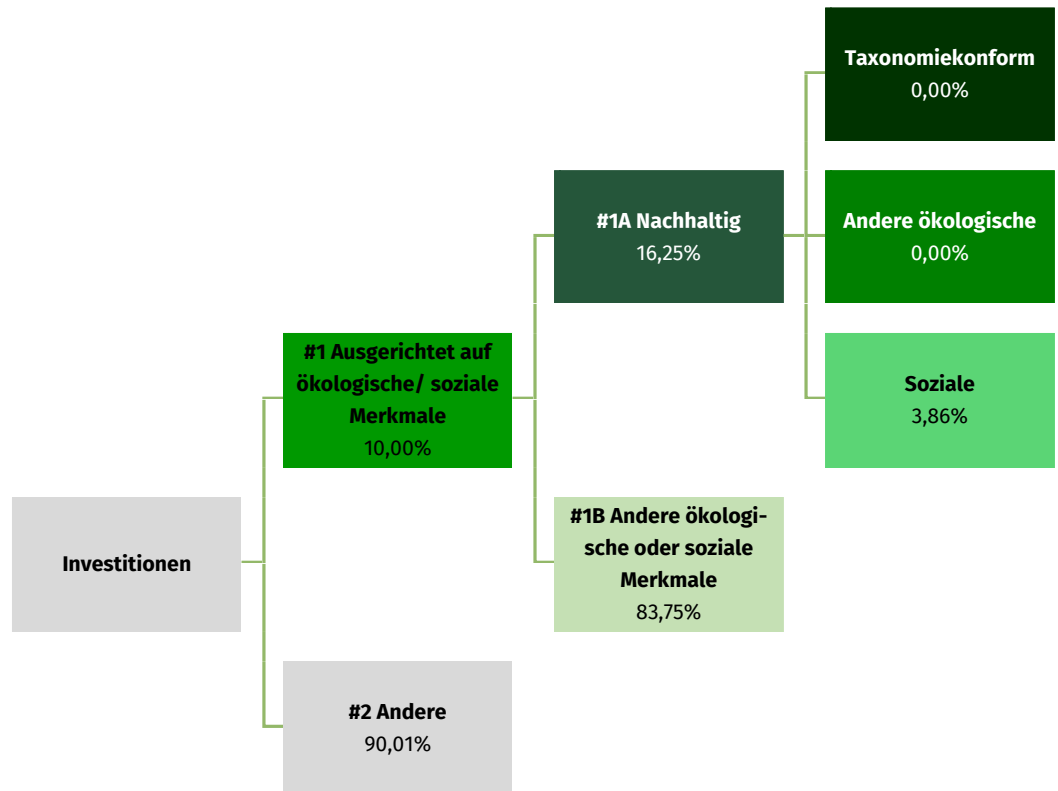 Taxonomiekonform
0,00%
#1A Nachhaltig
16,25%
Andere ökologische
0,00%
#1 Ausgerichtet auf
ökologische/ soziale
Merkmale
10,00%
Soziale
3,86%
Investitionen
#1B Andere ökologi-
sche oder soziale
Merkmale
83,75%
#2 Andere
90,01%